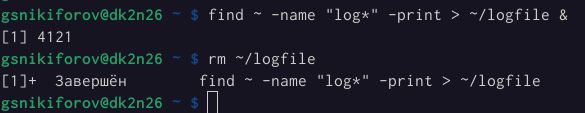 gsnikiforov@dk2n26 ~ $ find ~ -name "log*" -print > ~/logfile &
[1] 4121
gsnikiforov@dk2n26 ~ $ rm ~/logfile
[1]+  Завершён        find ~ -name "log*" -print > ~/logfile
gsnikiforov@dk2n26 ~ $